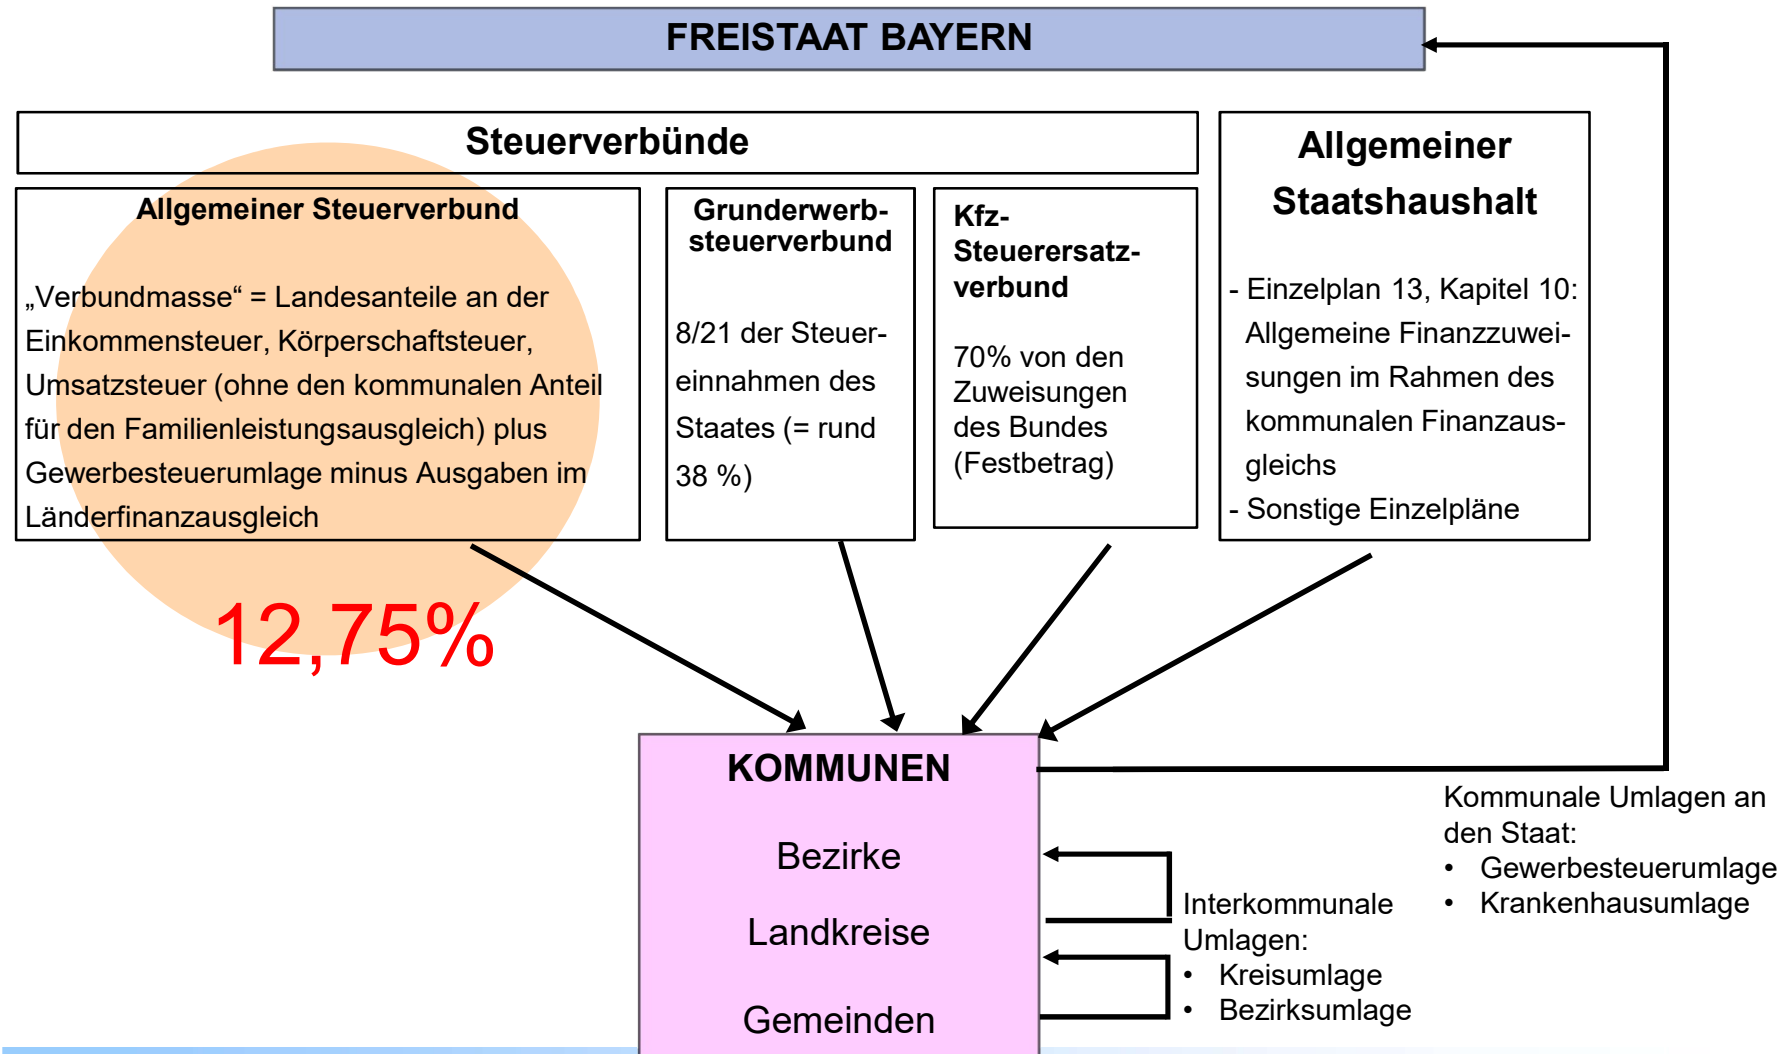 FREISTAAT BAYERN
Steuerverbünde
Allgemeiner Steuerverbund
„Verbundmasse“ = Landesanteile an der
Einkommensteuer, Körperschaftsteuer,
Umsatzsteuer (ohne den kommunalen Anteil
für den Familienleistungsausgleich) plus
Gewerbesteuerumlage minus Ausgaben im
Länderfinanzausgleich
12,75%
Grunderwerb-
steuerverbund
8/21 der Steuer-
einnahmen des
Staates (= rund
38 %)
Kfz-
Steuerersatz-
verbund
70% von den
Zuweisungen
des Bundes
(Festbetrag)
Allgemeiner
Staatshaushalt
- Einzelplan 13, Kapitel 10:
Allgemeine Finanzzuwei-
sungen im Rahmen des
kommunalen Finanzaus-
gleichs
- Sonstige Einzelpläne
KOMMUNEN
Bezirke
Landkreise
Gemeinden
Interkommunale
Umlagen:
• Kreisumlage
• Bezirksumlage
Kommunale Umlagen an
den Staat:
• Gewerbesteuerumlage
• Krankenhausumlage